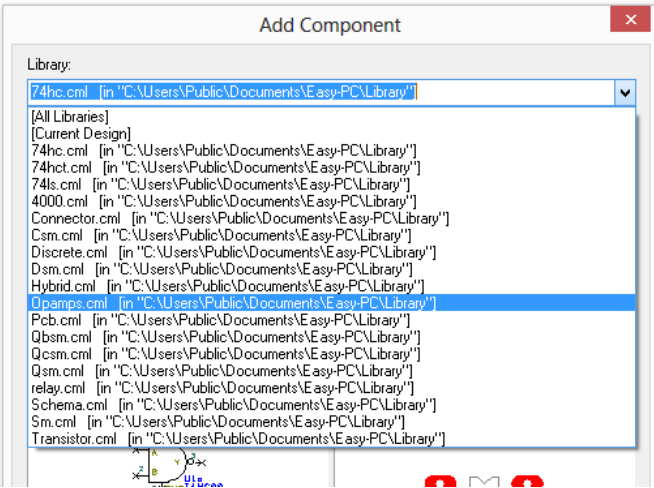 Add Component
Library:
74hc.cml [in "C:\Users\Public\Documents\Easy-PC\Library"]
[All Libraries]
[Current Design]
74hc.cml [in "C:\Users\Public\Documents\Easy-PC\Library"]
74hct.cml [in "C:\Users\Public\Documents\Easy-PC\Library"]
74ls.cml [in "C:\Users\Public\Documents\Easy-PC\Library"]
4000.cml [in "C:\Users\Public\Documents\Easy-PC\Library"]
Connector.cml [in "C:\Users\Public\Documents\Easy-PC\Library"]
Csm.cml [in "C:\Users\Public\Documents\Easy-PC\Library"]
Discrete.cml [in "C:\Users\Public\Documents\Easy-PC\Library"]
Dsm.cml [in "C:\Users\Public\Documents\Easy-PC\Library"]
Hybrid.cml [in "C:\Users\Public\Documents\Easy-PC\Library"]
Opamps.cml [in "C:\Users\Public\Documents\Easy-PC\Library"]
Pcb.cml [in "C:\Users\Public\Documents\Easy-PC\Library"]
Qbsm.cml [in "C:\Users\Public\Documents\Easy-PC\Library"]
Qcsm.cml [in "C:\Users\Public\Documents\Easy-PC\Library"]
Qsm.cml [in "C:\Users\Public\Documents\Easy-PC\Library"]
relay.cml [in "C:\Users\Public\Documents\Easy-PC\Library"]
Schema.cml [in "C:\Users\Public\Documents\Easy-PC\Library"]
Sm.cml [in "C:\Users\Public\Documents\Easy-PC\Library"]
Transistor.cml [in "C:\Users\Public\Documents\Easy-PC\Library"]
A
Y
2
B
U1a